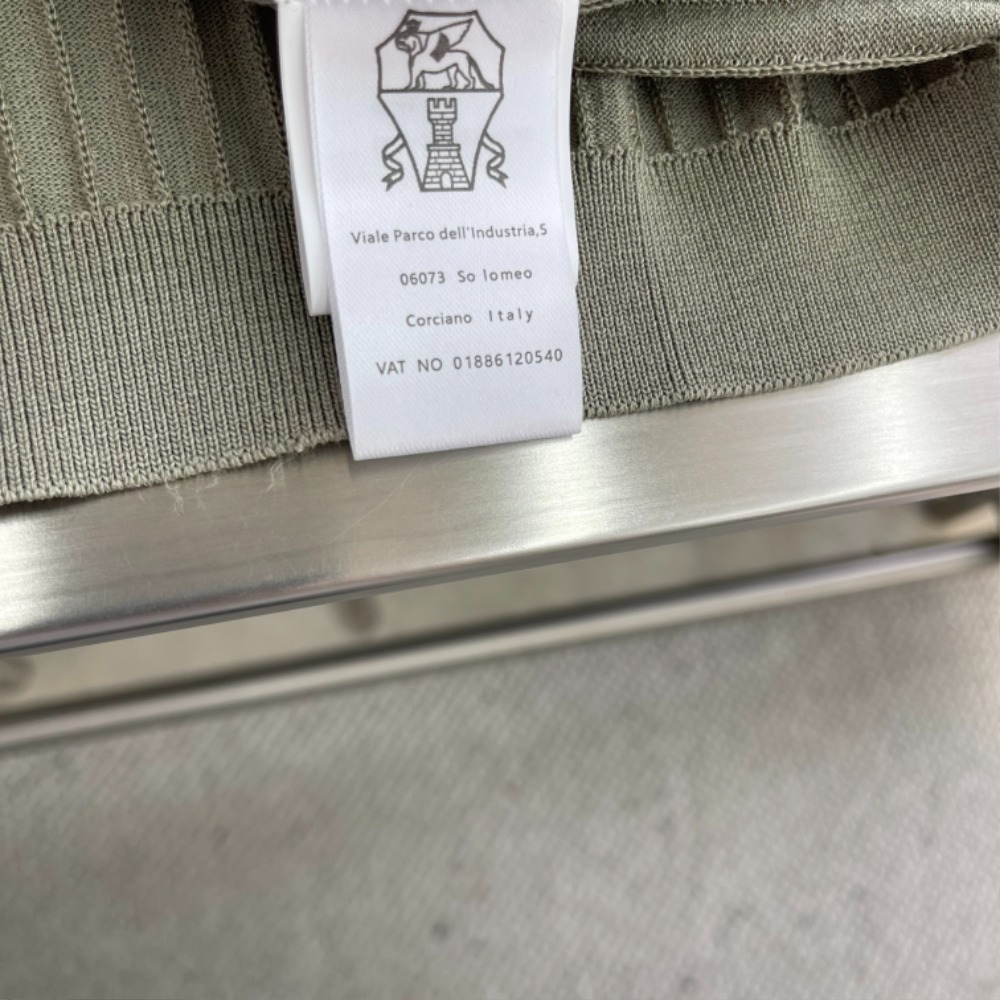 Viale Parco dell'Industria,5
06073 So lomeo
Corciano Italy
VAT NO 01886120540